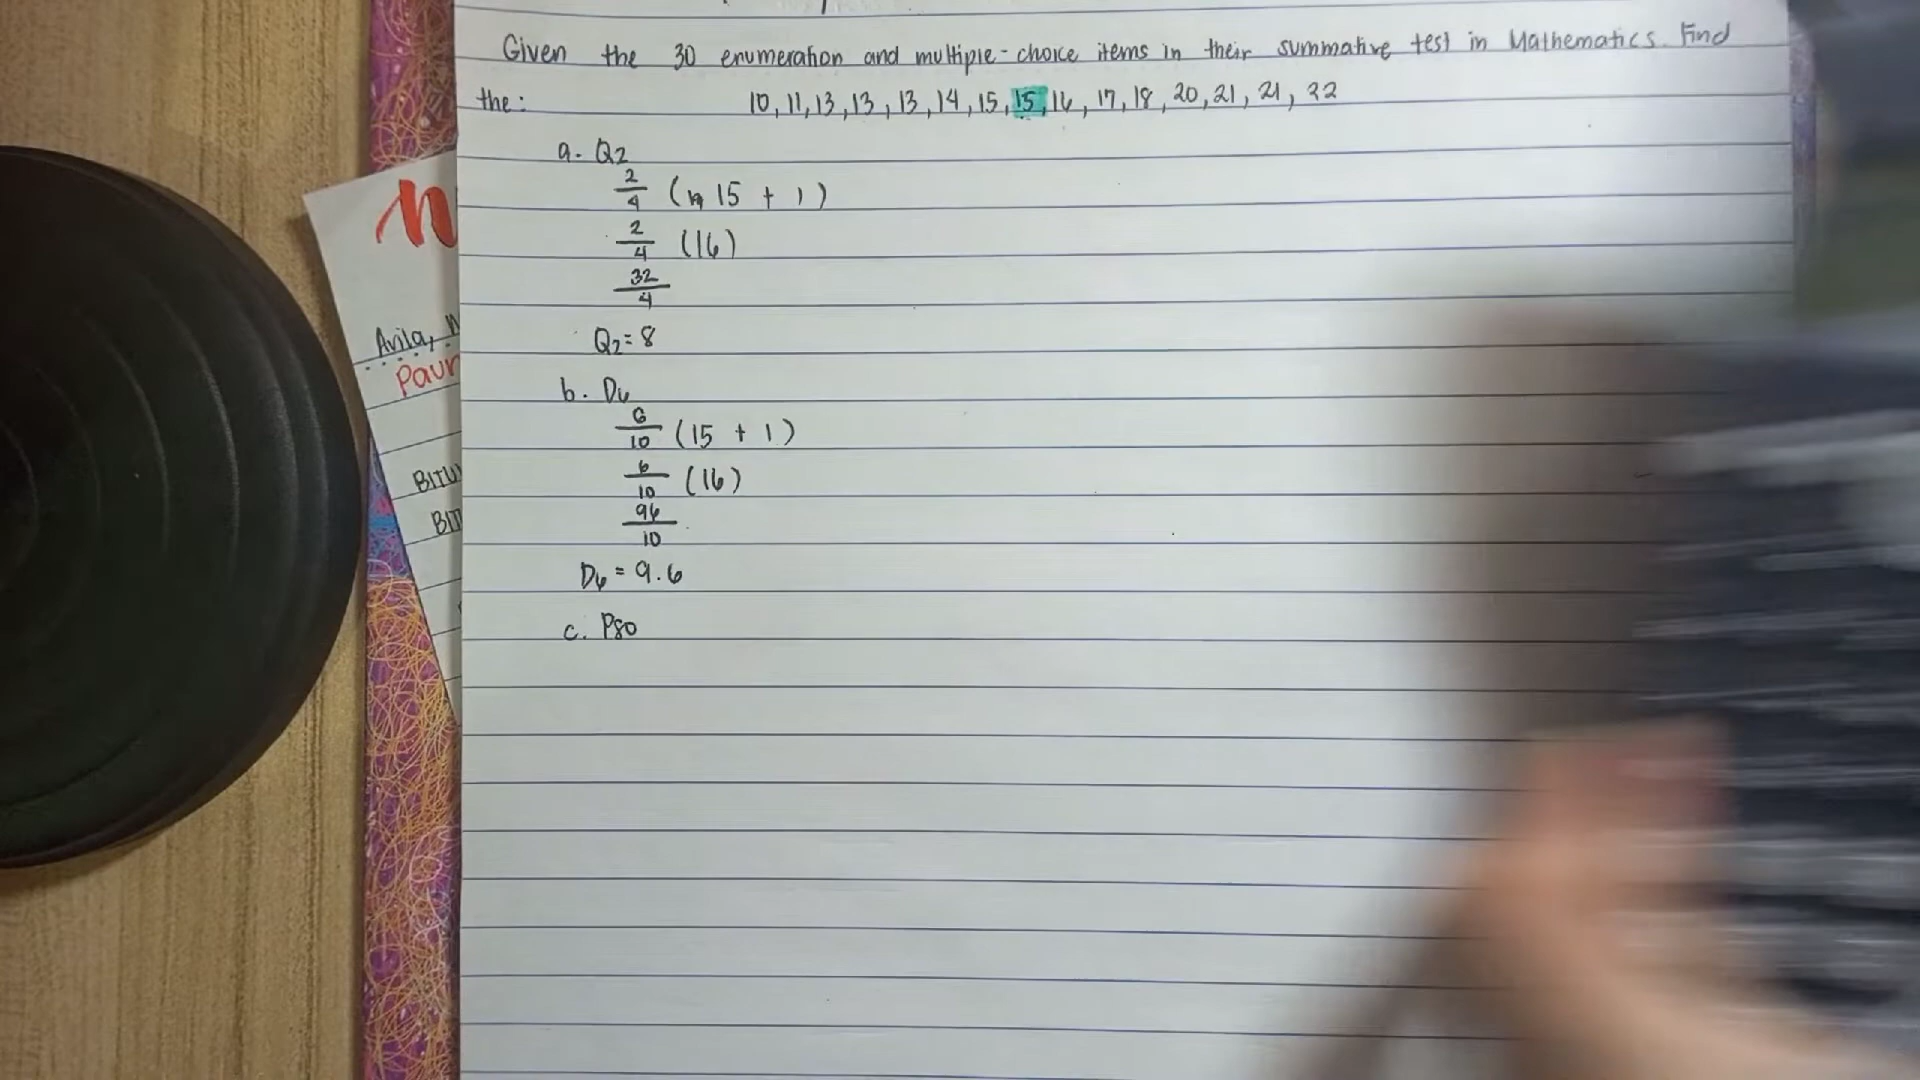 Given the 30 enumeration and multiple-choice items in their summative test in Mathematics. Find
the: 10, 11, 13, 13, 13, 14, 15, 15, 16, 17, 18, 20, 21, 21, 22
a. Q2
2/4 (15 + 1)
2/4 (16)
32/4
Q2 = 8
b. D6
6/10 (15 + 1)
6/10 (16)
96/10
D6 = 9.6
c. P80
Avila,
BITU
BIT